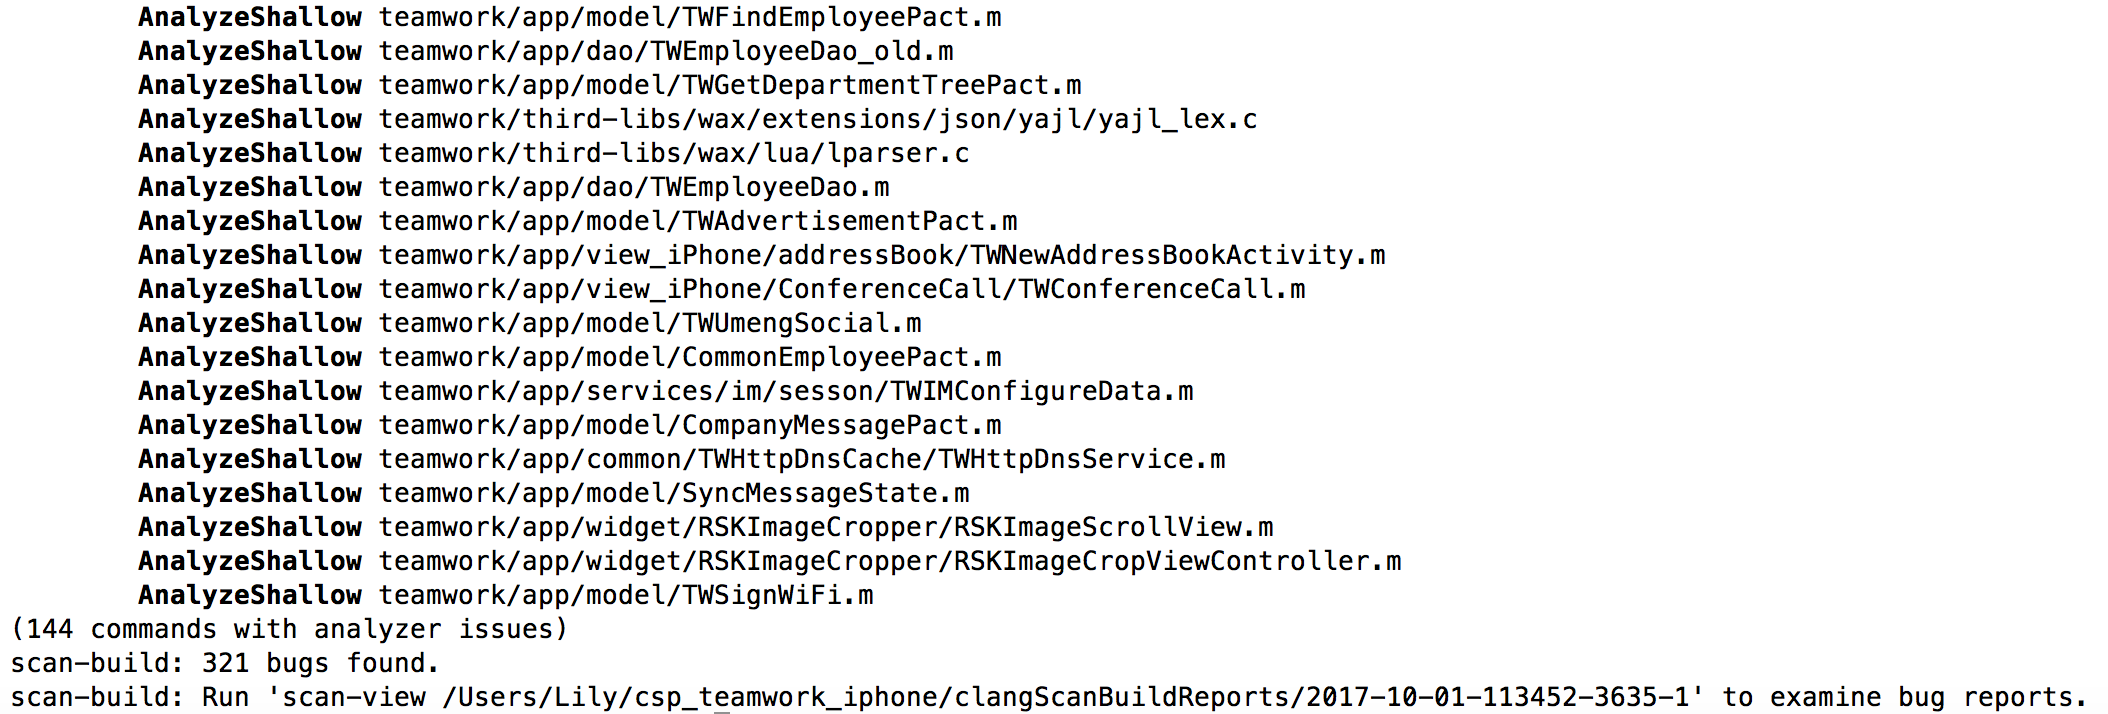 AnalyzeShallow teamwork/app/model/TWFindEmployeePact.m
AnalyzeShallow teamwork/app/dao/TWEmployeeDao_old.m
AnalyzeShallow teamwork/app/model/TWGetDepartmentTreePact.m
AnalyzeShallow teamwork/third-libs/wax/extensions/json/yajl/yajl_lex.c
AnalyzeShallow teamwork/third-libs/wax/lua/lparser.c
AnalyzeShallow teamwork/app/dao/TWEmployeeDao.m
AnalyzeShallow teamwork/app/model/TWAdvertisementPact.m
AnalyzeShallow teamwork/app/view_iPhone/addressBook/TWNewAddressBookActivity.m
AnalyzeShallow teamwork/app/view_iPhone/ConferenceCall/TWConferenceCall.m
AnalyzeShallow teamwork/app/model/TWUmengSocial.m
AnalyzeShallow teamwork/app/model/CommonEmployeePact.m
AnalyzeShallow teamwork/app/services/im/sesson/TWIMConfigureData.m
AnalyzeShallow teamwork/app/model/CompanyMessagePact.m
AnalyzeShallow teamwork/app/common/TWHttpDnsCache/TWHttpDnsService.m
AnalyzeShallow teamwork/app/model/SyncMessageState.m
AnalyzeShallow teamwork/app/widget/RSKImageCropper/RSKImageScrollView.m
AnalyzeShallow teamwork/app/widget/RSKImageCropper/RSKImageCropViewController.m
AnalyzeShallow teamwork/app/model/TWSignWiFi.m
(144 commands with analyzer issues)
scan-build: 321 bugs found.
scan-build: Run 'scan-view /Users/Lily/csp_teamwork_iphone/clangScanBuildReports/2017-10-01-113452-3635-1' to examine bug reports.